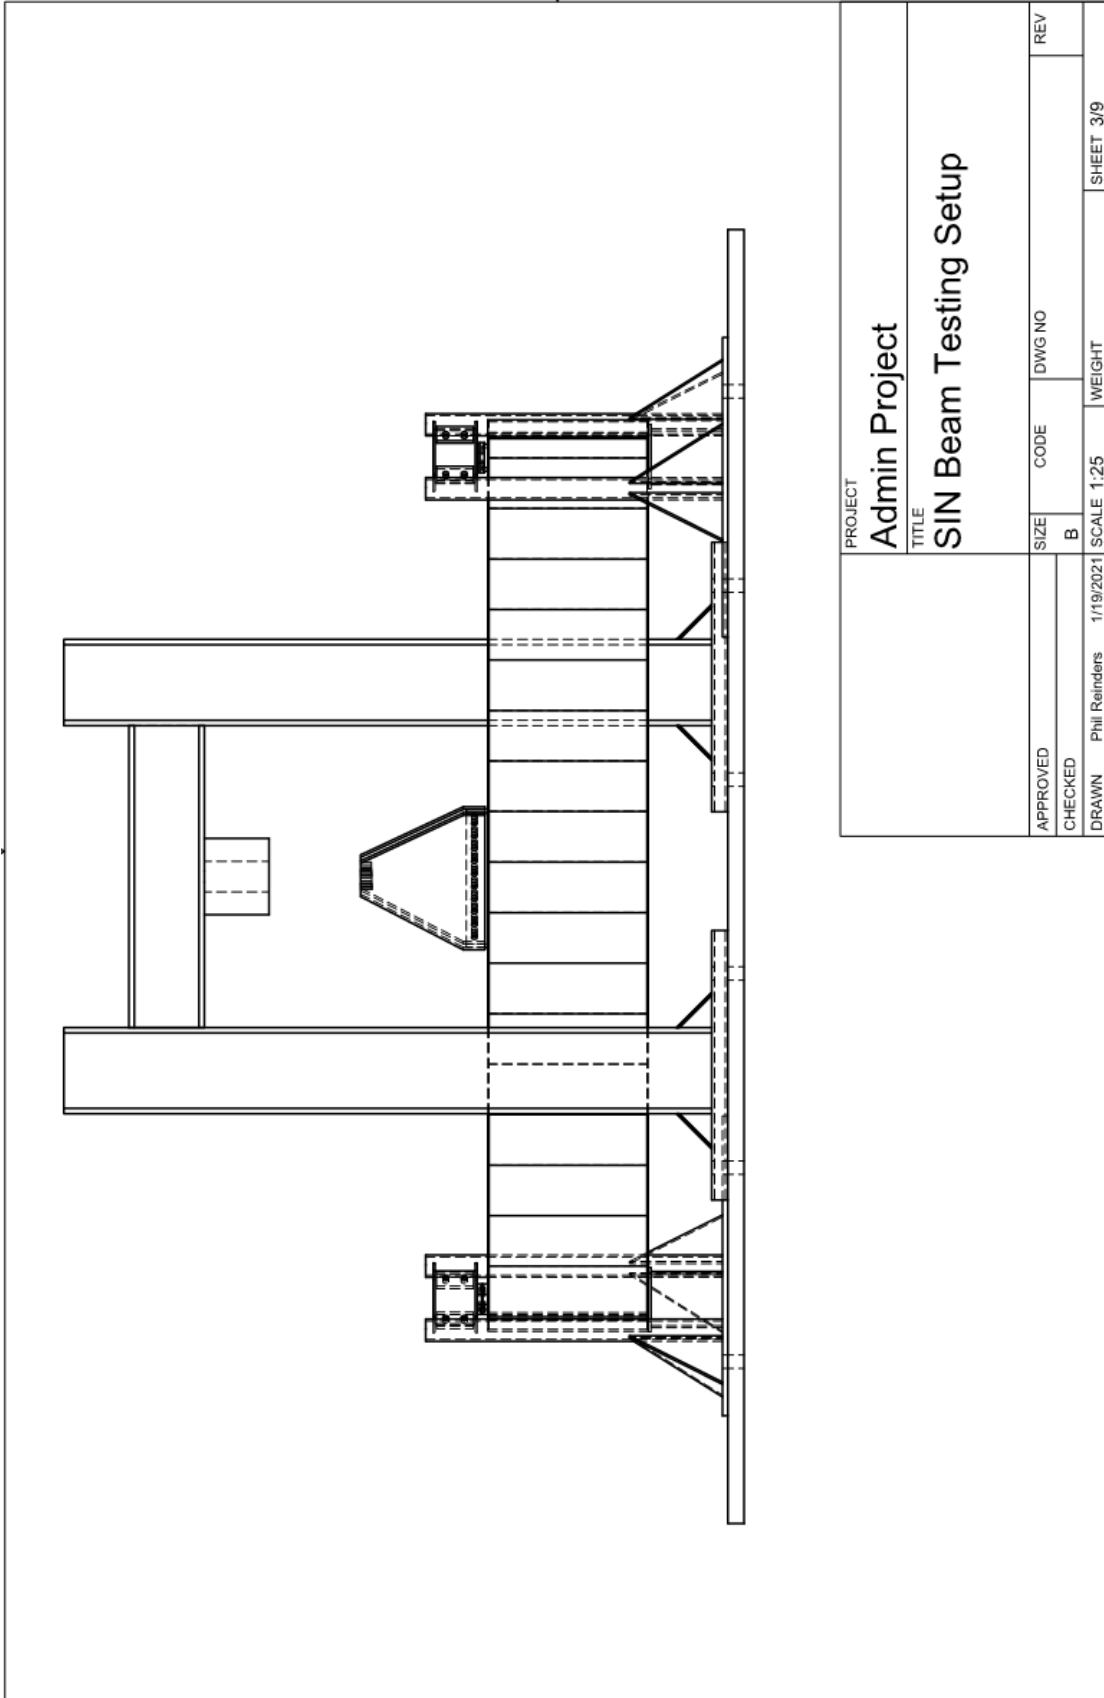 PROJECT
Admin Project
TITLE
SIN Beam Testing Setup
APPROVED
SIZE CODE DWG NO REV
CHECKED
B
DRAWN Phil Reinders 1/19/2021 SCALE 1:25 WEIGHT SHEET 3/9